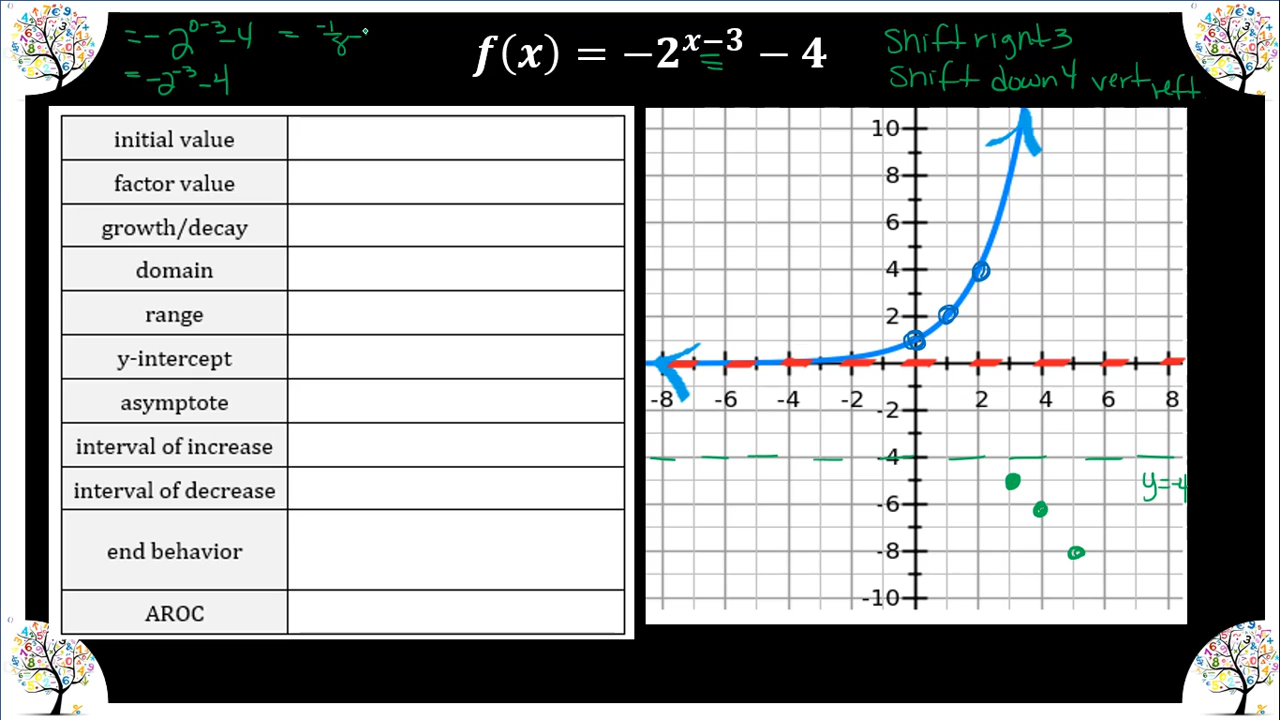 = -2^{0-3} - 4 = -1/8 -
= -2^{-3} - 4
f(x) = −2^{x−3} − 4
Shift right 3
Shift down 4 vert reft
initial value
factor value
growth/decay
domain
range
y-intercept
asymptote
interval of increase
interval of decrease
end behavior
AROC
10
8
6
4
2
-8 -6 -4 -2 2 4 6 8
-2
-4
y=-4
-6
-8
-10